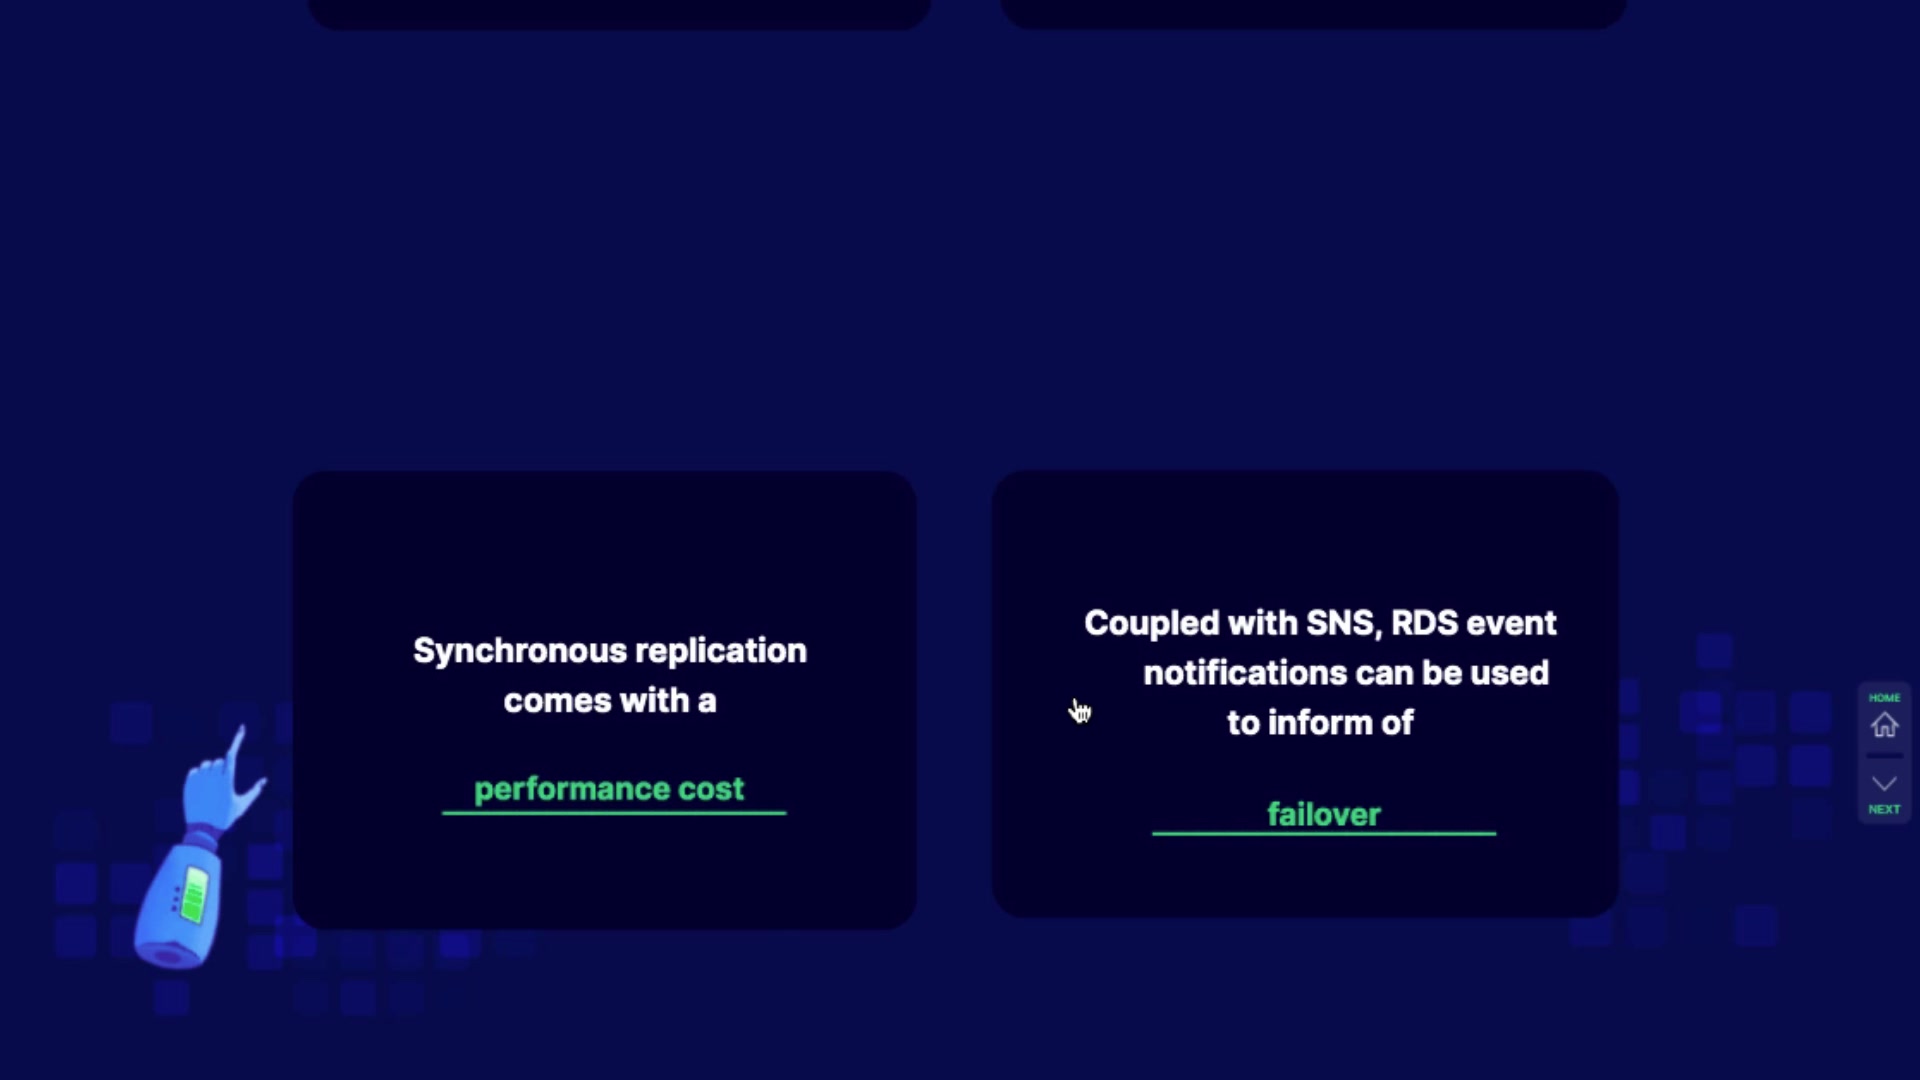 Synchronous replication
comes with a
performance cost
Coupled with SNS, RDS event
notifications can be used
to inform of
failover
HOME
NEXT